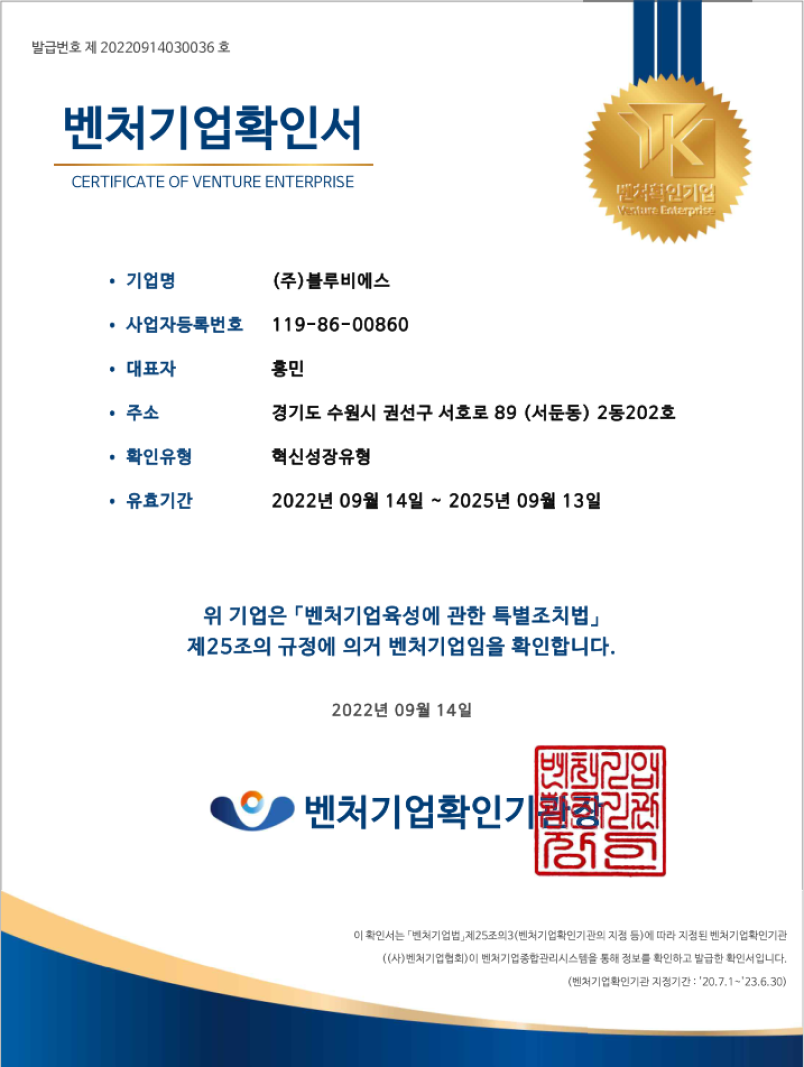 발급번호 제 20220914030036 호
벤처기업확인서
CERTIFICATE OF VENTURE ENTERPRISE
벤처확인기업
Venture Enterprise
• 기업명 (주)블루비에스
• 사업자등록번호 119-86-00860
• 대표자 홍민
• 주소 경기도 수원시 권선구 서호로 89 (서둔동) 2동202호
• 확인유형 혁신성장유형
• 유효기간 2022년 09월 14일 ~ 2025년 09월 13일
위 기업은 「벤처기업육성에 관한 특별조치법」
제25조의 규정에 의거 벤처기업임을 확인합니다.
2022년 09월 14일
벤처기업확인기관장
벤처기업
확인기관
장의인
이 확인서는 「벤처기업법」제25조의3(벤처기업확인기관의 지정 등)에 따라 지정된 벤처기업확인기관
((사)벤처기업협회)이 벤처기업종합관리시스템을 통해 정보를 확인하고 발급한 확인서입니다.
(벤처기업확인기관 지정기간 : '20.7.1~'23.6.30)